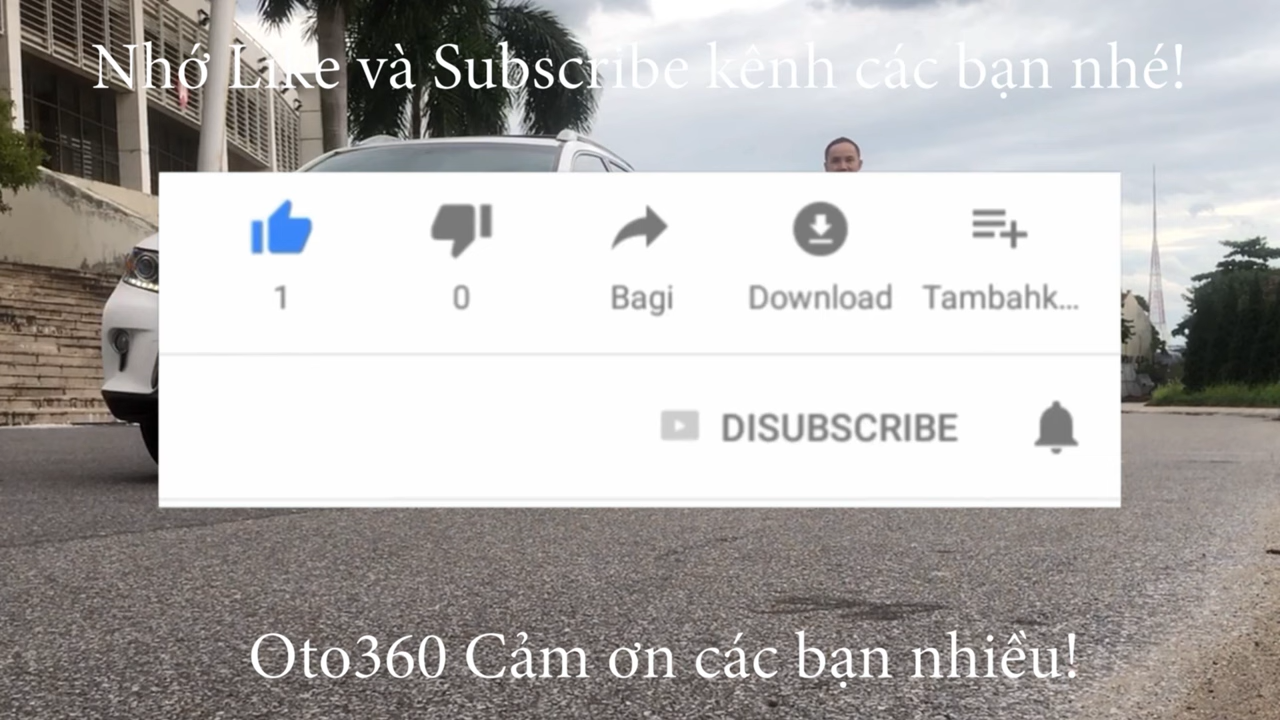 Nhớ Like và Subscribe kênh các bạn nhé!
1 0 Bagi Download Tambahk...
DISUBSCRIBE
Oto360 Cảm ơn các bạn nhiều!